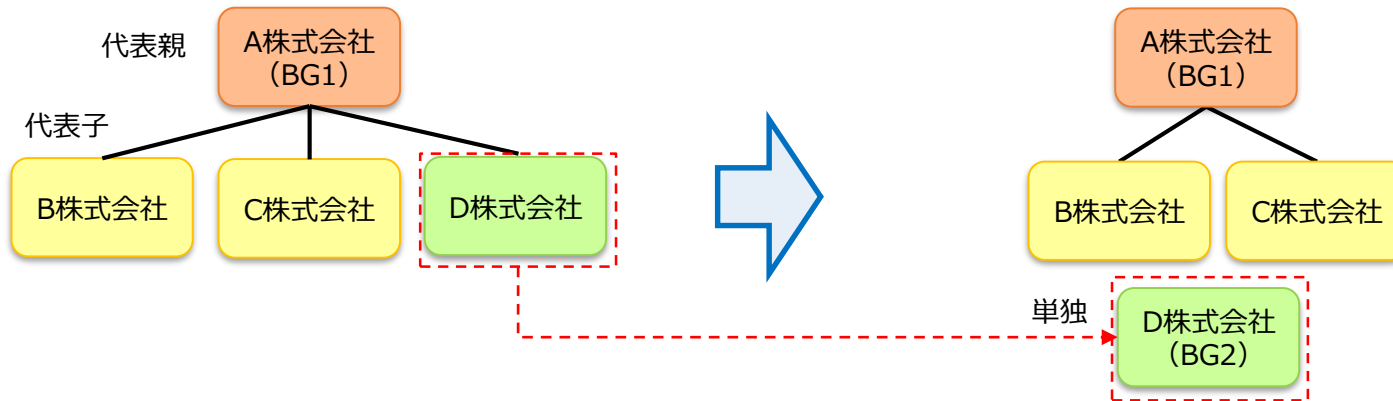 代表親
A株式会社
（BG1）
代表子
B株式会社
C株式会社
D株式会社
A株式会社
（BG1）
B株式会社
C株式会社
単独
D株式会社
（BG2）